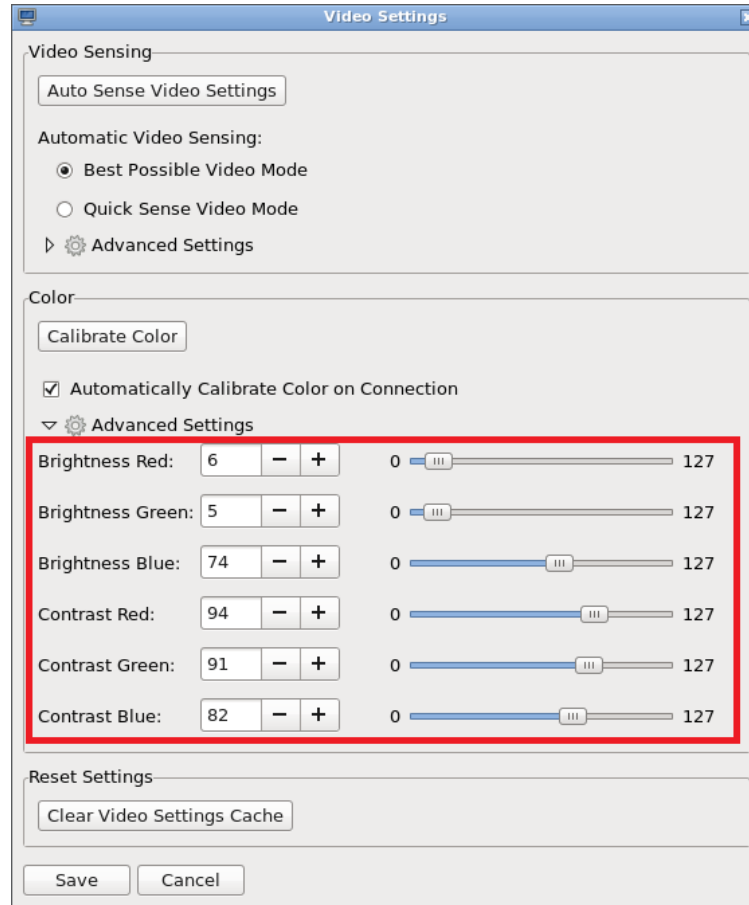 Video Settings
Video Sensing
Auto Sense Video Settings
Automatic Video Sensing:
Best Possible Video Mode
Quick Sense Video Mode
Advanced Settings
Color
Calibrate Color
Automatically Calibrate Color on Connection
Advanced Settings
Brightness Red: 6 − + 0 127
Brightness Green: 5 − + 0 127
Brightness Blue: 74 − + 0 127
Contrast Red: 94 − + 0 127
Contrast Green: 91 − + 0 127
Contrast Blue: 82 − + 0 127
Reset Settings
Clear Video Settings Cache
Save Cancel